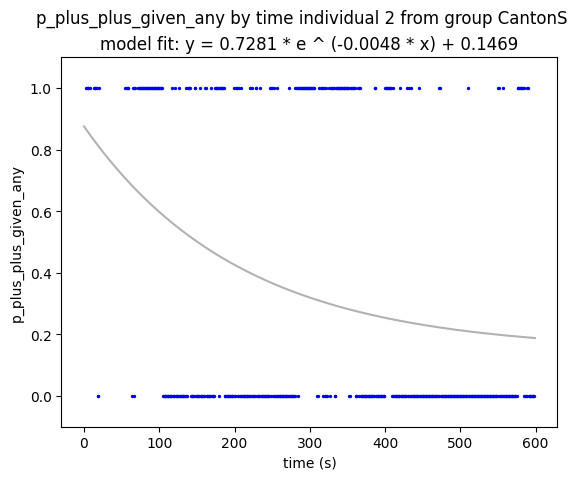 p_plus_plus_given_any by time individual 2 from group CantonS
model fit: y = 0.7281 * e ^ (-0.0048 * x) + 0.1469
1.0
0.8
0.6
0.4
0.2
0.0
p_plus_plus_given_any
0 100 200 300 400 500 600
time (s)